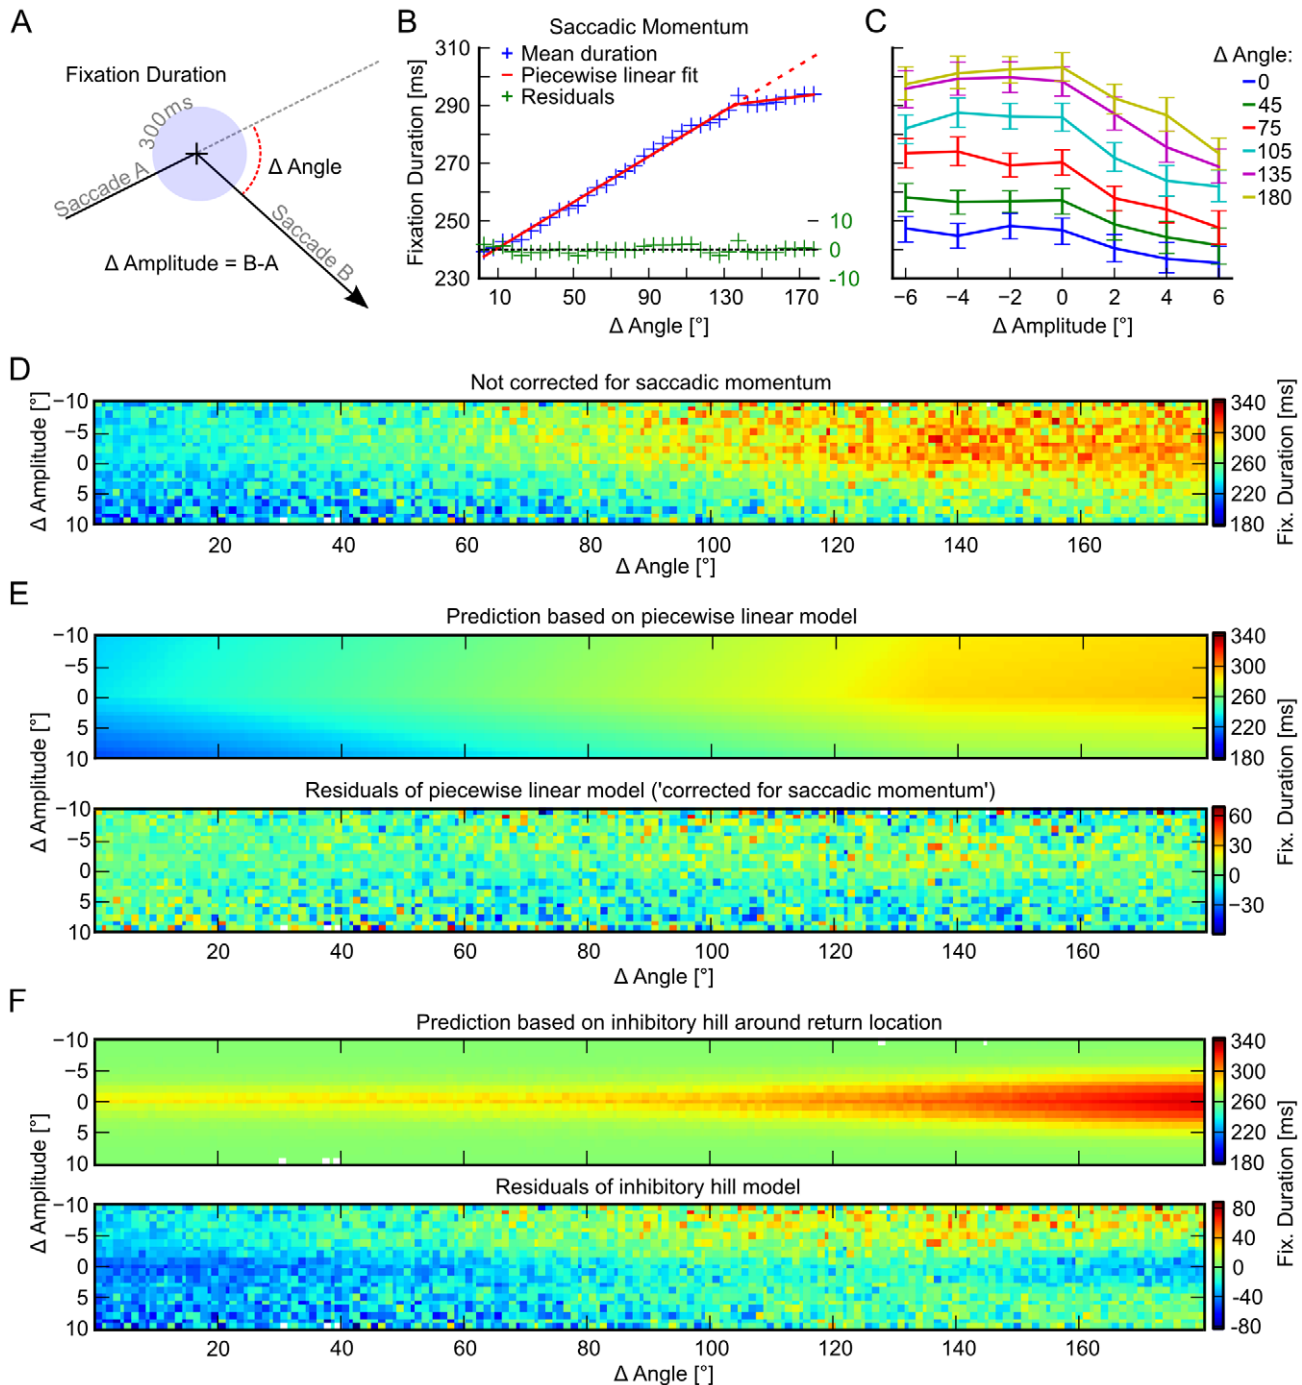 A
Fixation Duration
300ms
Saccade A
Δ Angle
Saccade B
Δ Amplitude = B-A
B
Saccadic Momentum
Mean duration
Piecewise linear fit
Residuals
Fixation Duration [ms]
310
290
270
250
230
10
0
-10
10 50 90 130 170
Δ Angle [°]
C
Δ Angle:
0
45
75
105
135
180
−6 −4 −2 0 2 4 6
Δ Amplitude [°]
D
Not corrected for saccadic momentum
Δ Amplitude [°]
−10
−5
0
5
10
20 40 60 80 100 120 140 160
Δ Angle [°]
340
300
260
220
180
Fix. Duration [ms]
E
Prediction based on piecewise linear model
−10
−5
0
5
10
340
300
260
220
180
Residuals of piecewise linear model ('corrected for saccadic momentum')
Δ Amplitude [°]
−10
−5
0
5
10
20 40 60 80 100 120 140 160
Δ Angle [°]
60
30
0
−30
Fix. Duration [ms]
F
Prediction based on inhibitory hill around return location
−10
−5
0
5
10
340
300
260
220
180
Residuals of inhibitory hill model
Δ Amplitude [°]
−10
−5
0
5
10
20 40 60 80 100 120 140 160
Δ Angle [°]
80
40
0
-40
-80
Fix. Duration [ms]